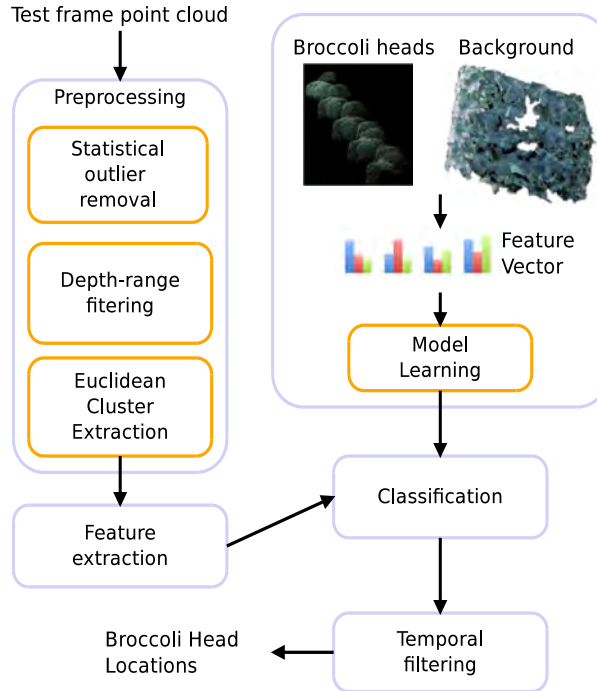 Test frame point cloud
Preprocessing
Statistical
outlier
removal
Depth-range
fitering
Euclidean
Cluster
Extraction
Feature
extraction
Broccoli heads
Background
Feature
Vector
Model
Learning
Classification
Temporal
filtering
Broccoli Head
Locations